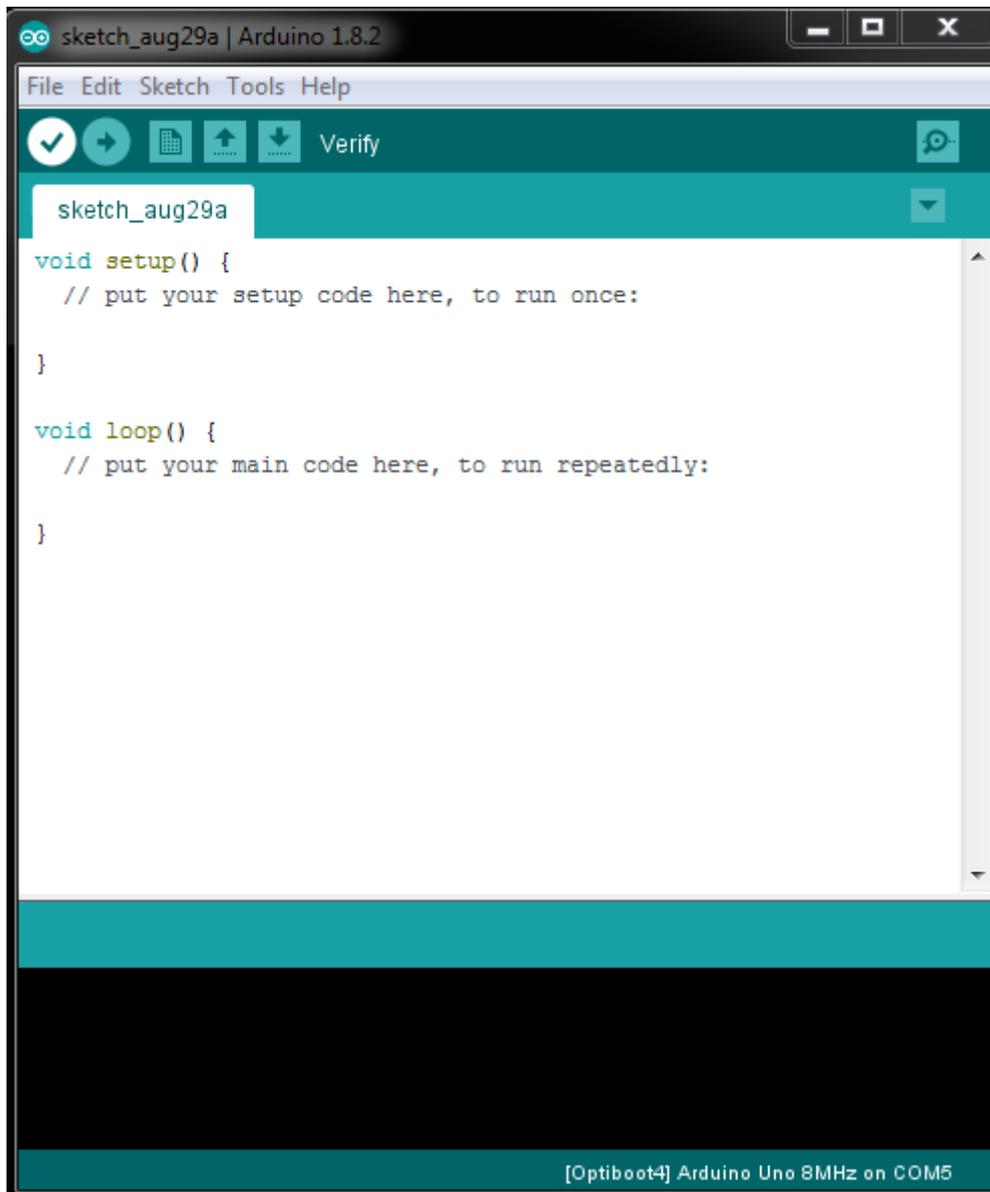 sketch_aug29a | Arduino 1.8.2
File Edit Sketch Tools Help
Verify
sketch_aug29a
void setup() {
  // put your setup code here, to run once:
}
void loop() {
  // put your main code here, to run repeatedly:
}
[Optiboot4] Arduino Uno 8MHz on COM5